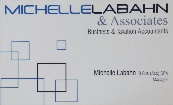 MICHELLELABAHN
& Associates
Business & Taxation Accountants
Michelle Labahn